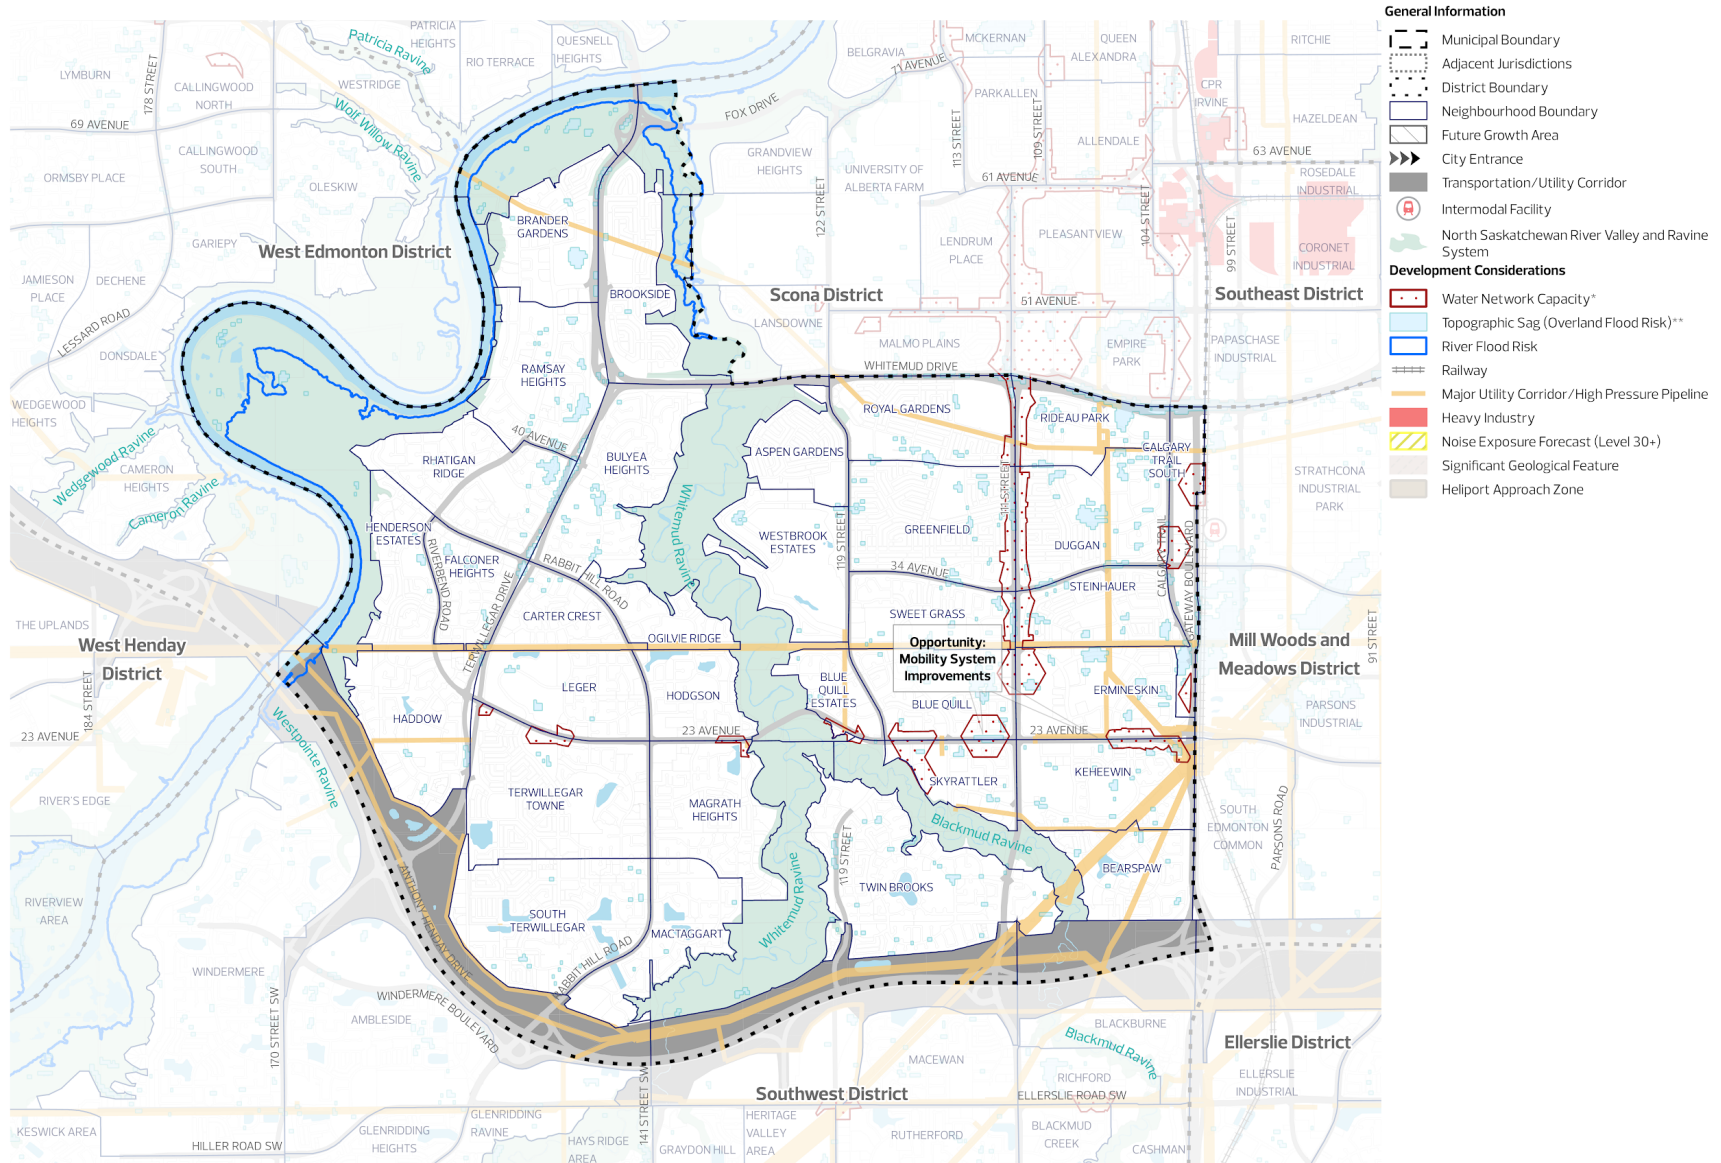 General Information
Municipal Boundary
Adjacent Jurisdictions
District Boundary
Neighbourhood Boundary
Future Growth Area
City Entrance
Transportation/Utility Corridor
Intermodal Facility
North Saskatchewan River Valley and Ravine
System
Development Considerations
Water Network Capacity*
Topographic Sag (Overland Flood Risk)**
River Flood Risk
Railway
Major Utility Corridor/High Pressure Pipeline
Heavy Industry
Noise Exposure Forecast (Level 30+)
Significant Geological Feature
Heliport Approach Zone
PATRICIA
HEIGHTS
Patricia Ravine
RIO TERRACE
QUESNELL
HEIGHTS
BELGRAVIA
71 AVENUE
MCKERNAN
QUEEN
ALEXANDRA
RITCHIE
LYMBURN
178 STREET
CALLINGWOOD
NORTH
WESTRIDGE
Wolf Willow Ravine
FOX DRIVE
PARKALLEN
109 STREET
113 STREET
CPR
IRVINE
HAZELDEAN
69 AVENUE
CALLINGWOOD
SOUTH
ORMSBY PLACE
OLESKIW
GRANDVIEW
HEIGHTS
UNIVERSITY OF
ALBERTA FARM
ALLENDALE
61 AVENUE
63 AVENUE
ROSEDALE
INDUSTRIAL
122 STREET
104 STREET
99 STREET
GARIEPY
West Edmonton District
BRANDER
GARDENS
LENDRUM
PLACE
PLEASANTVIEW
CORONET
INDUSTRIAL
JAMIESON
PLACE
DECHENE
BROOKSIDE
Scona District
51 AVENUE
Southeast District
LESSARD ROAD
DONSDALE
LANSDOWNE
MALMO PLAINS
EMPIRE
PARK
PAPASCHASE
INDUSTRIAL
RAMSAY
HEIGHTS
WHITEMUD DRIVE
WEDGEWOOD
HEIGHTS
ROYAL GARDENS
RIDEAU PARK
40 AVENUE
Wedgewood Ravine
CAMERON
HEIGHTS
Cameron Ravine
RHATIGAN
RIDGE
BULYEA
HEIGHTS
ASPEN GARDENS
CALGARY
TRAIL
SOUTH
STRATHCONA
INDUSTRIAL
PARK
111 STREET
Whitemud Ravine
HENDERSON
ESTATES
WESTBROOK
ESTATES
119 STREET
GREENFIELD
DUGGAN
CALGARY TRAIL
GATEWAY BOULEVARD
RIVERBEND ROAD
FALCONER
HEIGHTS
RABBIT HILL ROAD
34 AVENUE
STEINHAUER
TERWILLEGAR DRIVE
CARTER CREST
SWEET GRASS
THE UPLANDS
West Henday
District
OGILVIE RIDGE
Opportunity:
Mobility System
Improvements
Mill Woods and
Meadows District
91 STREET
184 STREET
LEGER
HODGSON
BLUE
QUILL
ESTATES
BLUE QUILL
ERMINESKIN
PARSONS
INDUSTRIAL
HADDOW
23 AVENUE
23 AVENUE
23 AVENUE
Westpointe Ravine
RIVER'S EDGE
TERWILLEGAR
TOWNE
MAGRATH
HEIGHTS
SKYRATTLER
KEHEEWIN
Blackmud Ravine
SOUTH
EDMONTON
COMMON
PARSONS ROAD
119 STREET
BEARSPAW
TWIN BROOKS
ANTHONY HENDAY DRIVE
RIVERVIEW
AREA
SOUTH
TERWILLEGAR
MACTAGGART
Whitemud Ravine
WINDERMERE
RABBIT HILL ROAD
170 STREET SW
WINDERMERE BOULEVARD
AMBLESIDE
BLACKBURNE
Blackmud Ravine
Ellerslie District
MACEWAN
RICHFORD
ELLERSLIE
INDUSTRIAL
141 STREET SW
Southwest District
ELLERSLIE ROAD SW
KESWICK AREA
HILLER ROAD SW
GLENRIDDING
HEIGHTS
GLENRIDDING
RAVINE
HAYS RIDGE
AREA
GRAYDON HILL
HERITAGE
VALLEY
AREA
RUTHERFORD
BLACKMUD
CREEK
CASHMAN